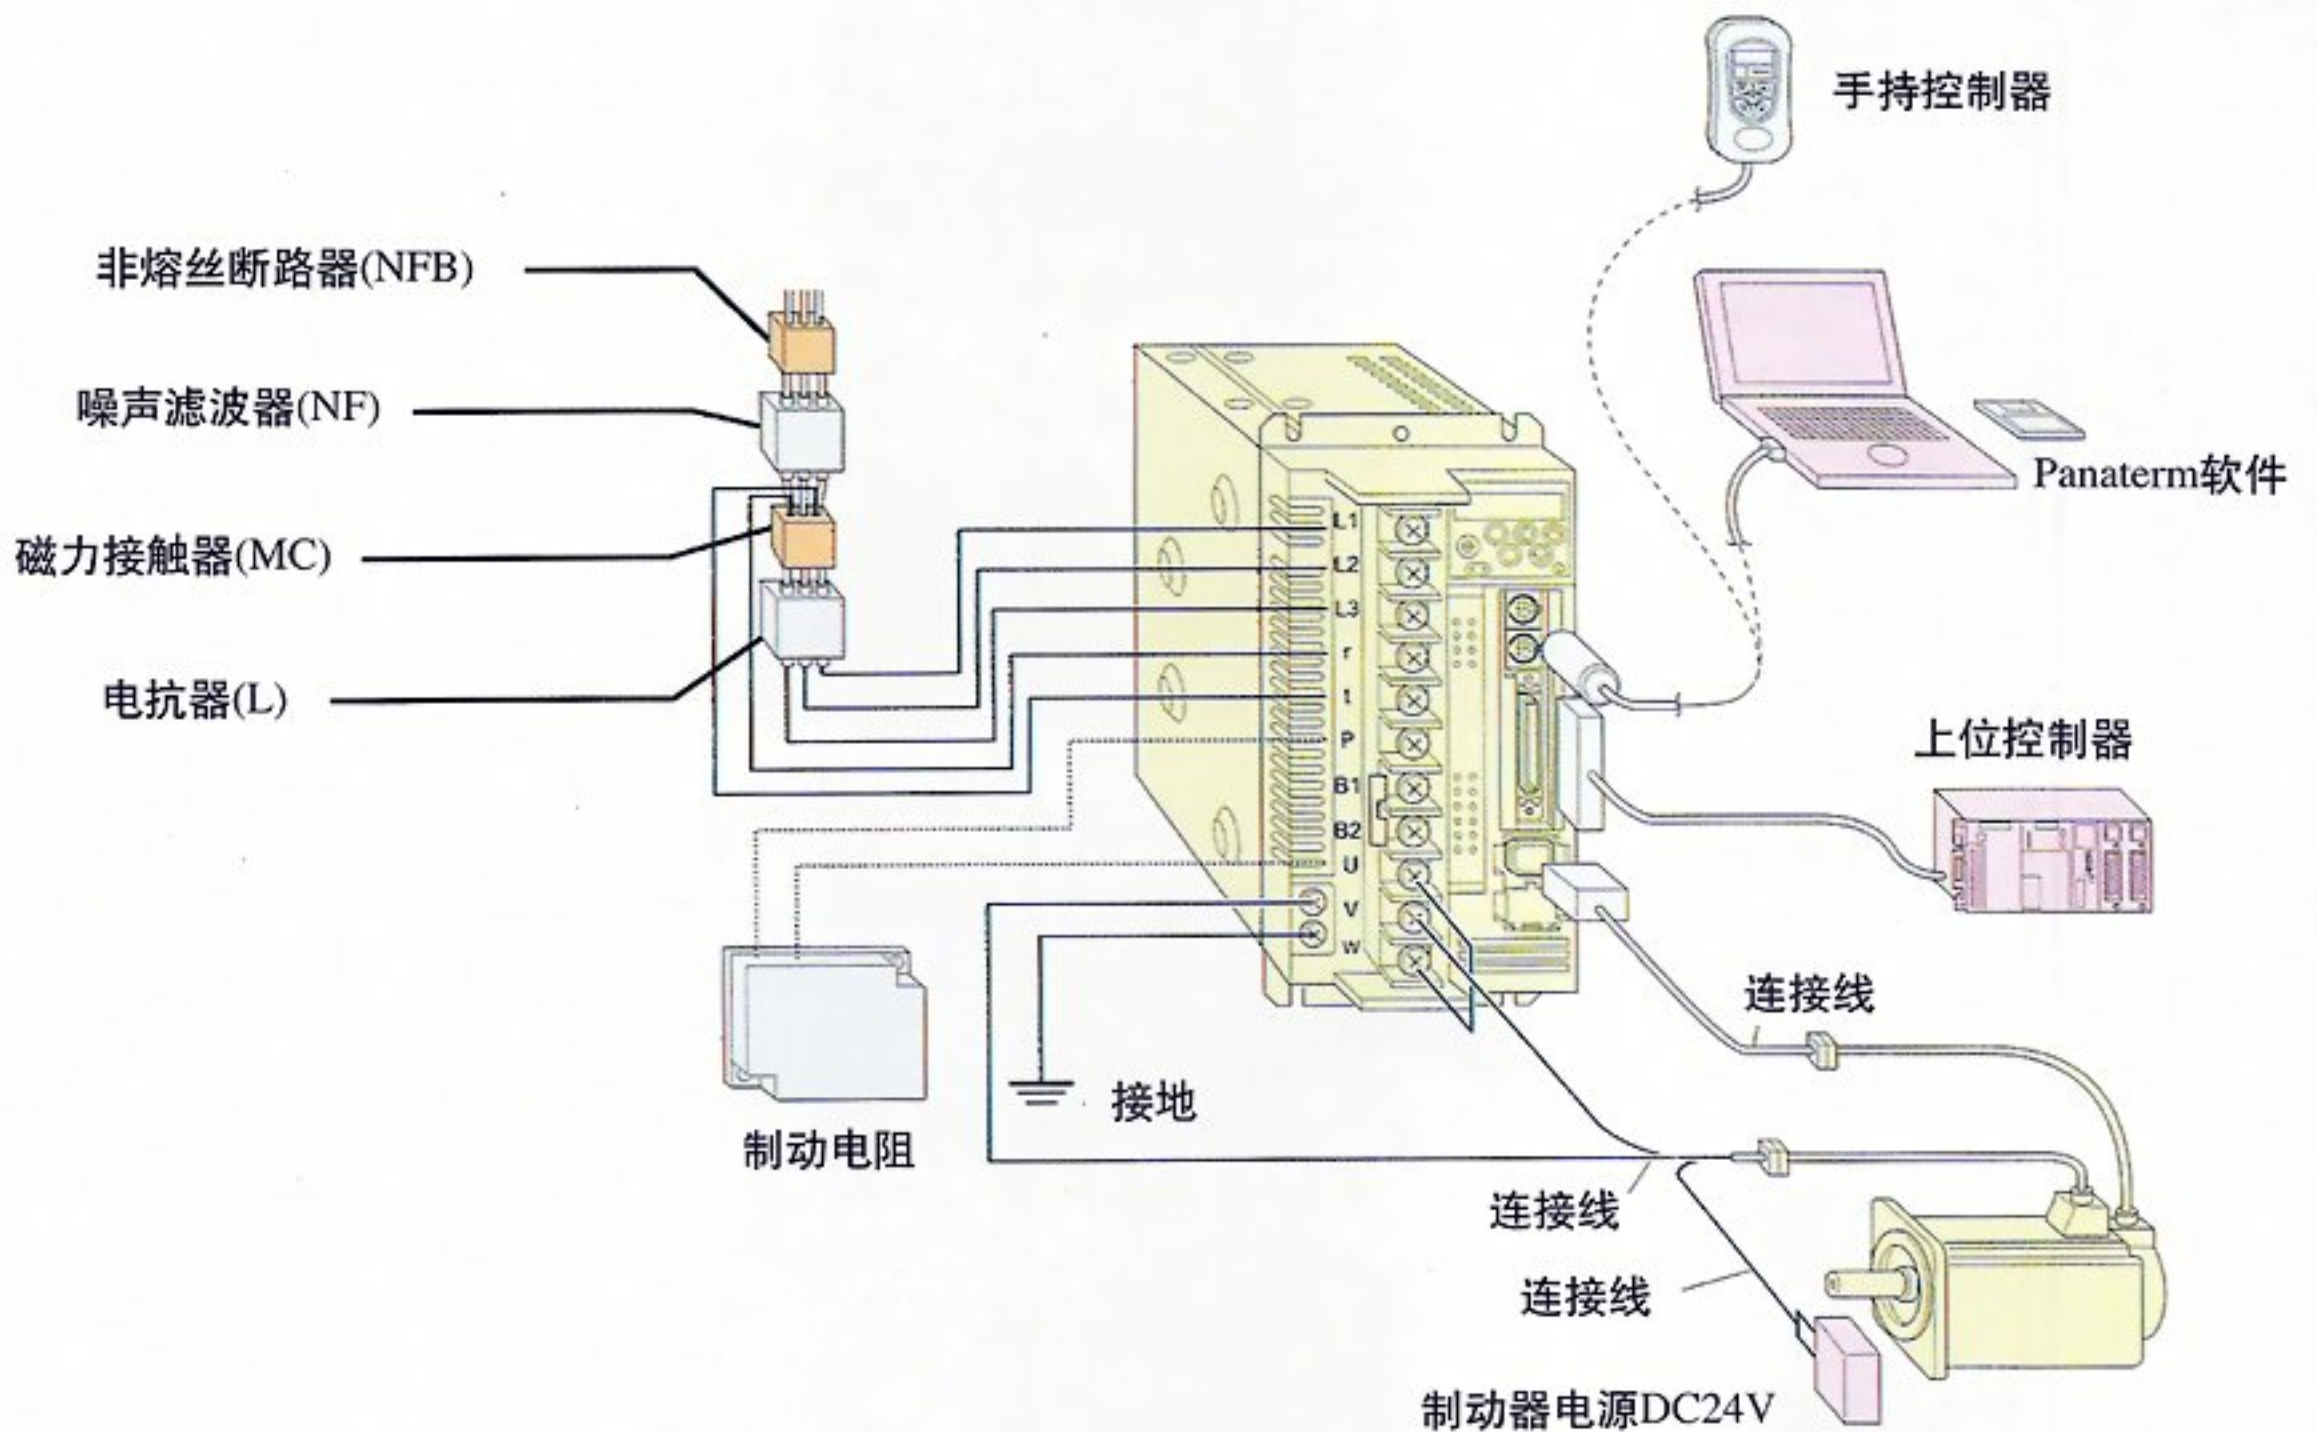 手持控制器
非熔丝断路器(NFB)
噪声滤波器(NF)
Panaterm软件
磁力接触器(MC)
电抗器(L)
L1
L2
L3
r
t
P
B1
B2
U
V
W
上位控制器
连接线
接地
制动电阻
连接线
连接线
制动器电源DC24V